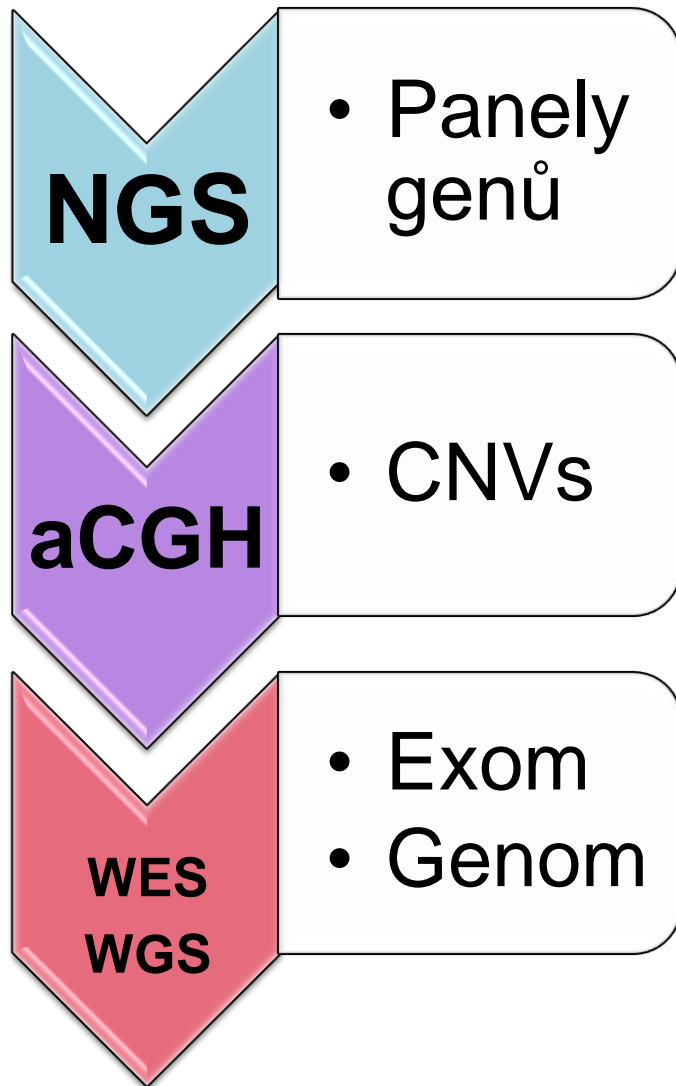 NGS
• Panely
genů
aCGH
• CNVs
WES
WGS
• Exom
• Genom